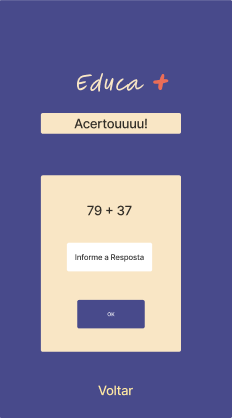 Educa +
Acertouuuu!
79 + 37
Informe a Resposta
OK
Voltar